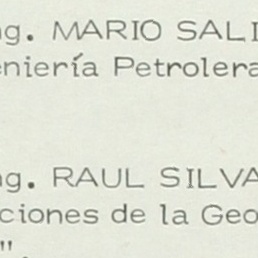 ng. MARIO SALI
eniería Petrolera
ng. RAUL SILVA
ciones de la Geo
".